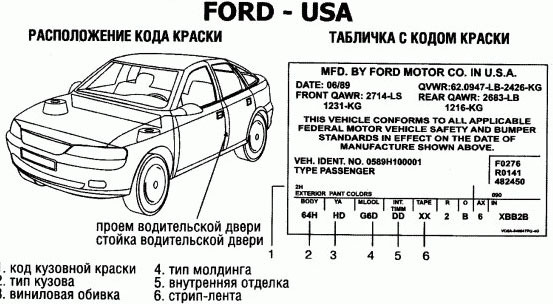 FORD - USA
РАСПОЛОЖЕНИЕ КОДА КРАСКИ
ТАБЛИЧКА С КОДОМ КРАСКИ
MFD. BY FORD MOTOR CO. IN U.S.A.
DATE: 06/89 QVWR:62.0947-LB-2426-KG
FRONT QAWR: 2714-LS REAR QAWR: 2683-LB
1231-KG 1216-KG
THIS VEHICLE CONFORMS TO ALL APPLICABLE
FEDERAL MOTOR VEHICLE SAFETY AND BUMPER
STANDARDS IN EFFECT ON THE DATE OF
MANUFACTURE SHOWN ABOVE.
VEH. IDENT. NO. 0589H100001 F0276
TYPE PASSENGER R0141
482450
2H 090
EXTERIOR PANT COLORS
BODY YA MLOOL INT. TIMM TAPE R O AX IN
64H HD G6D DD XX 2 B 6 XBB2B
проем водительской двери
стойка водительской двери
1 2 3 4 5 6
1. код кузовной краски 4. тип молдинга
2. тип кузова 5. внутренняя отделка
3. виниловая обивка 6. стрип-лента